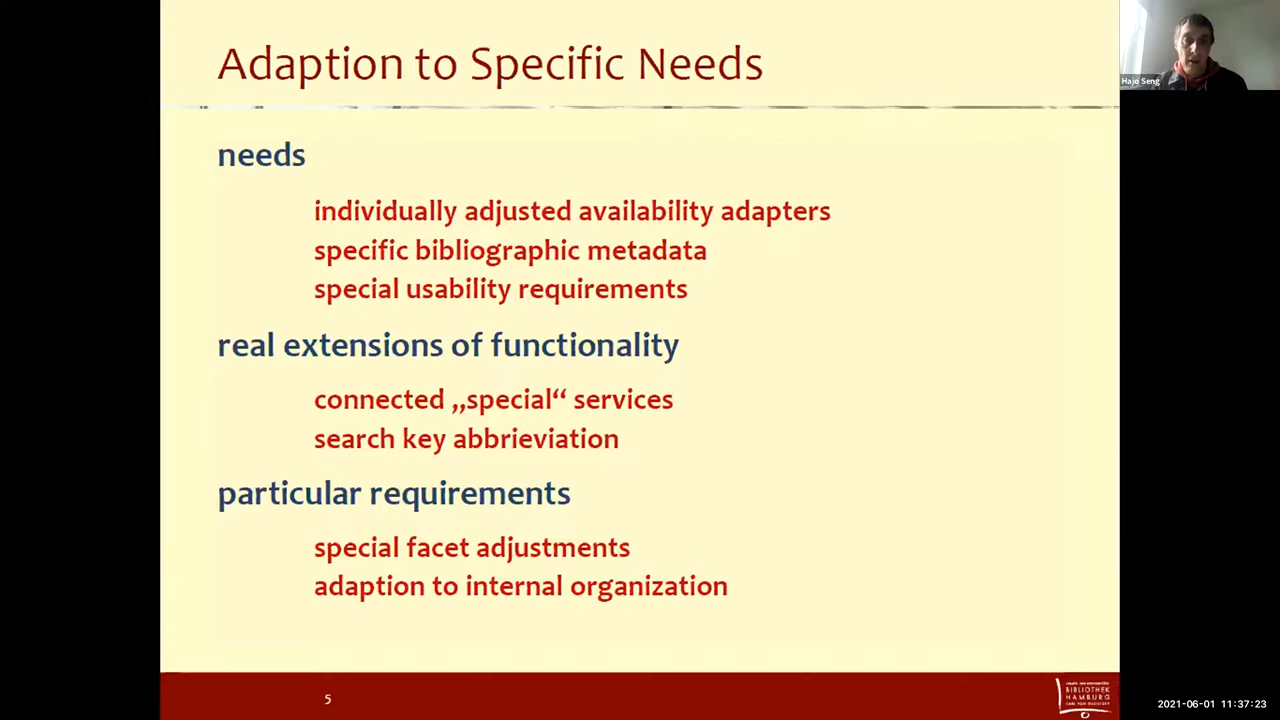 Adaption to Specific Needs
Hajo Seng
needs
individually adjusted availability adapters
specific bibliographic metadata
special usability requirements
real extensions of functionality
connected „special“ services
search key abbrieviation
particular requirements
special facet adjustments
adaption to internal organization
5
BIBLIOTHEK
HAMBURG
2021-06-01 11:37:23